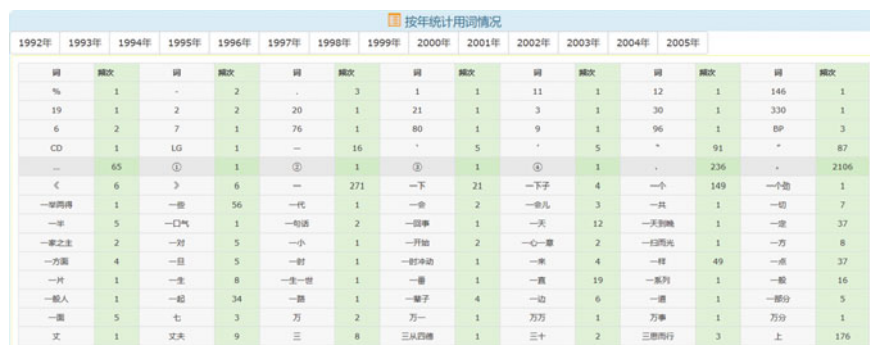 按年统计用词情况
1992年 1993年 1994年 1995年 1996年 1997年 1998年 1999年 2000年 2001年 2002年 2003年 2004年 2005年
词 频次 词 频次 词 频次 词 频次 词 频次 词 频次 词 频次
% 1 - 2 . 3 1 1 11 1 12 1 146 1
19 1 2 2 20 1 21 1 3 1 30 1 330 1
6 2 7 1 76 1 80 1 9 1 96 1 BP 3
CD 1 LG 1 — 16 ‘ 5 ’ 5 “ 91 ” 87
… 65 ① 1 ② 1 ③ 1 ④ 1 、 236 。 2106
《 6 》 6 一 271 一下 21 一下子 4 一个 149 一个劲 1
一举两得 1 一些 56 一代 1 一会 2 一会儿 3 一共 1 一切 7
一半 5 一口气 1 一句话 2 一回事 1 一天 12 一天到晚 1 一定 37
一家之主 2 一对 5 一小 1 一开始 2 一心一意 2 一扫而光 1 一方 8
一方面 4 一旦 5 一时 1 一时冲动 1 一来 4 一样 49 一点 37
一片 1 一生 8 一生一世 1 一番 1 一直 19 一系列 1 一般 16
一般人 1 一起 34 一路 1 一辈子 4 一边 6 一道 1 一部分 5
一面 5 七 3 万 2 万一 1 万万 1 万事 1 万分 1
丈 1 丈夫 9 三 8 三从四德 1 三十 2 三思而行 3 上 176